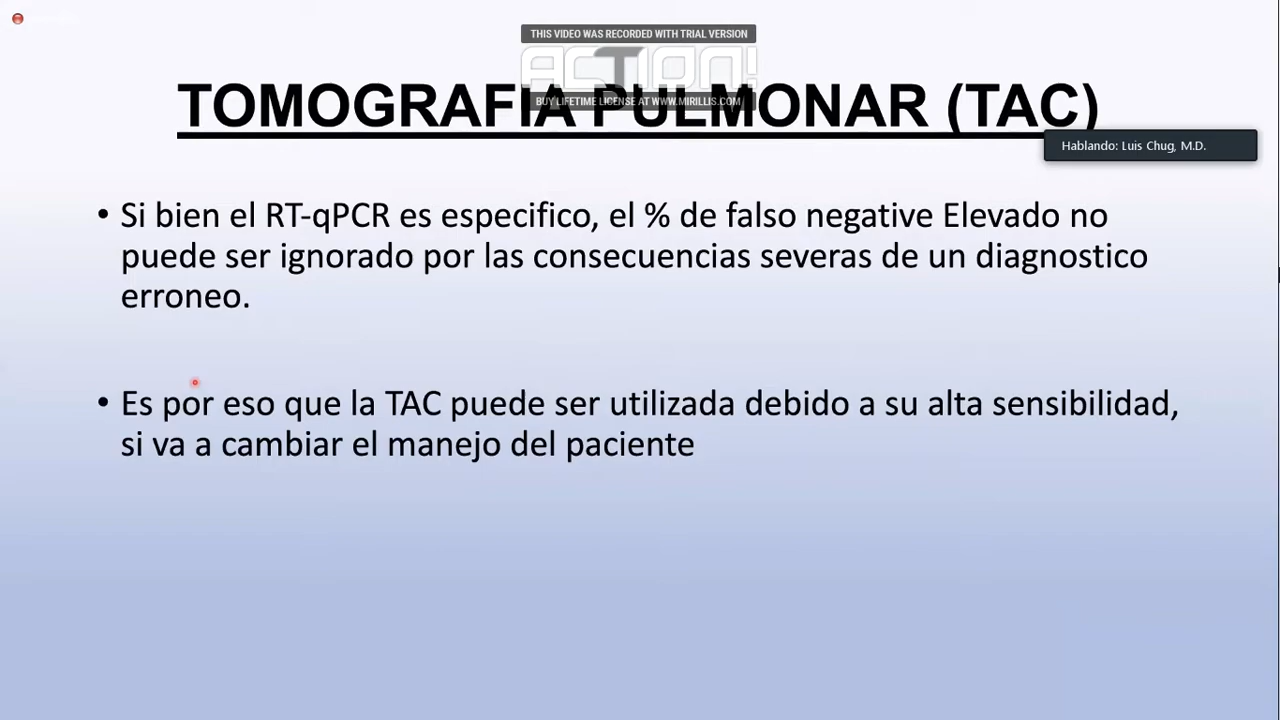 THIS VIDEO WAS RECORDED WITH TRIAL VERSION
ACTION!
BUY LIFETIME LICENSE AT WWW.MIRILLIS.COM
TOMOGRAFIA PULMONAR (TAC)
Hablando: Luis Chug, M.D.
• Si bien el RT-qPCR es especifico, el % de falso negative Elevado no
puede ser ignorado por las consecuencias severas de un diagnostico
erroneo.
• Es por eso que la TAC puede ser utilizada debido a su alta sensibilidad,
si va a cambiar el manejo del paciente